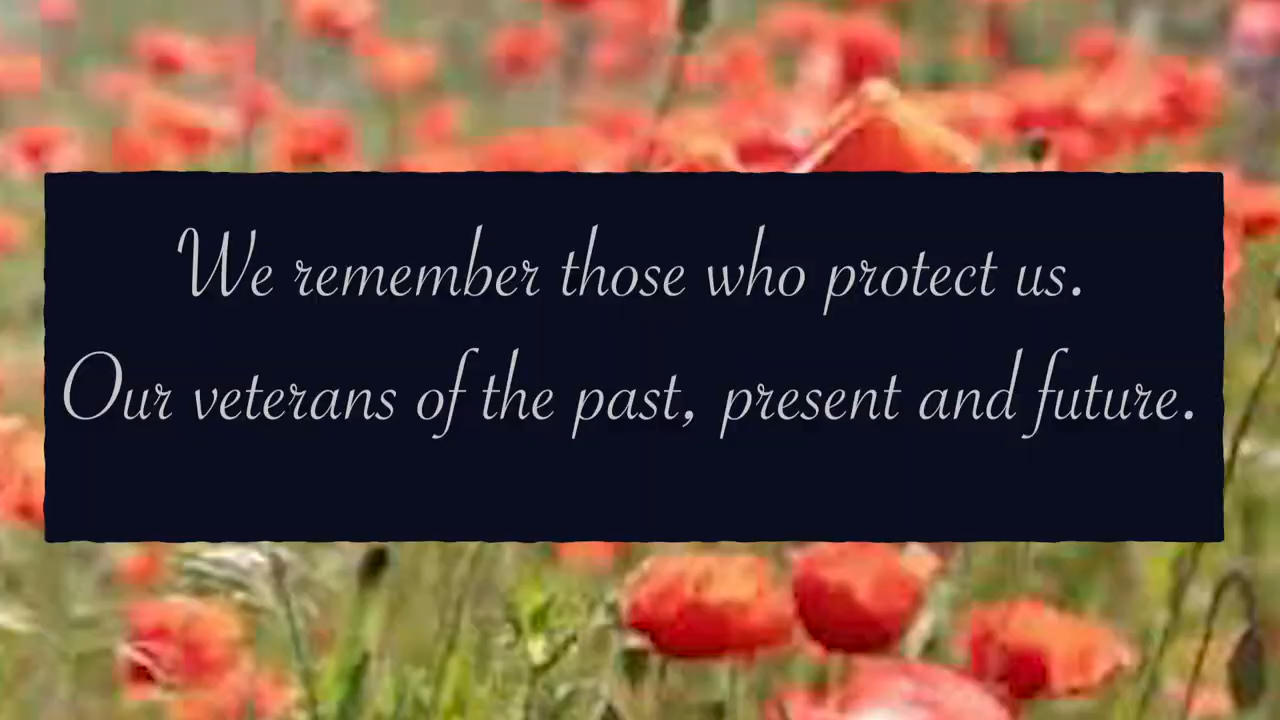 We remember those who protect us.
Our veterans of the past, present and future.